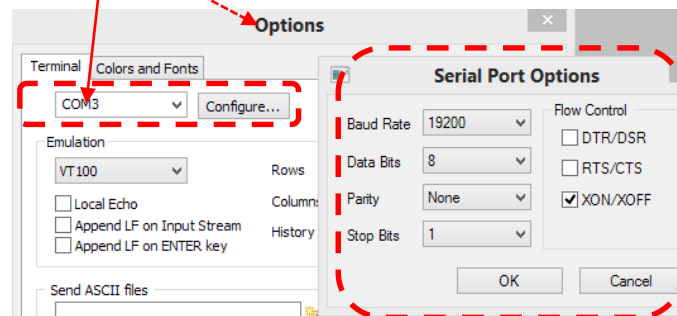 Options
Terminal Colors and Fonts
COM3 Configure...
Emulation
VT100 Rows
Local Echo Columns
Append LF on Input Stream History
Append LF on ENTER key
Send ASCII files
Serial Port Options
Baud Rate 19200
Data Bits 8
Parity None
Stop Bits 1
Flow Control
DTR/DSR
RTS/CTS
XON/XOFF
OK Cancel